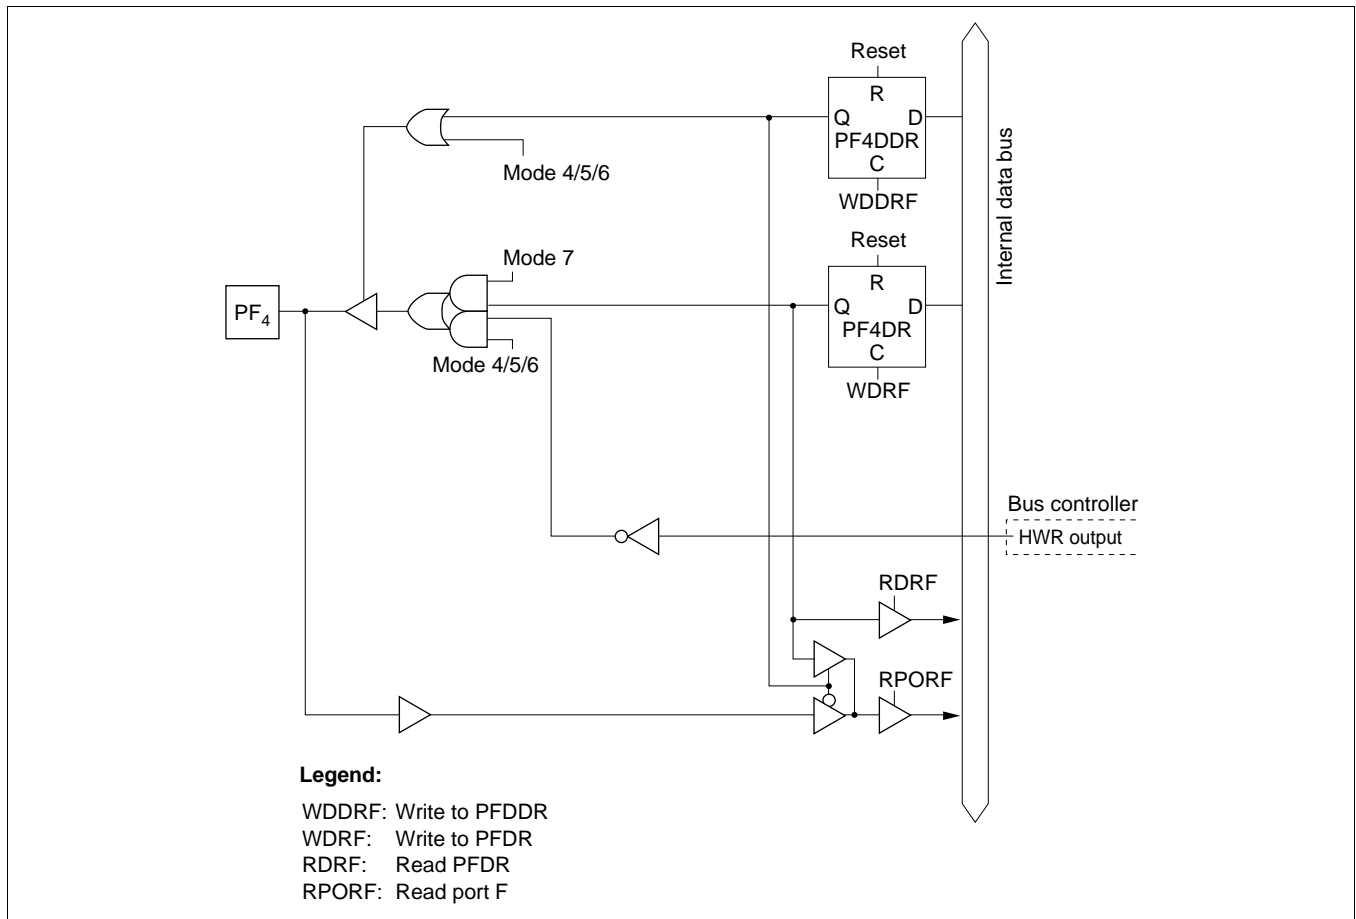 Reset
R
Q D
PF4DDR
C
WDDRF
Mode 4/5/6
Internal data bus
Reset
R
Q D
PF4DR
C
WDRF
Mode 7
PF4
Mode 4/5/6
Bus controller
HWR output
RDRF
RPORF
Legend:
WDDRF: Write to PFDDR
WDRF: Write to PFDR
RDRF: Read PFDR
RPORF: Read port F